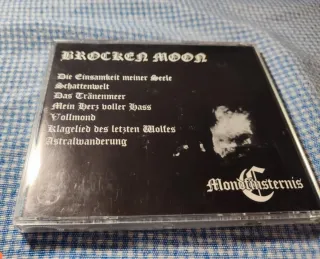 BROCKEN MOON
Die Einsamkeit meiner Seele
Schattenwelt
Das Tränenmeer
Mein Herz voller Hass
Vollmond
Klagelied des letzten Wolfes
Astralwanderung
C
Mondfinsternis